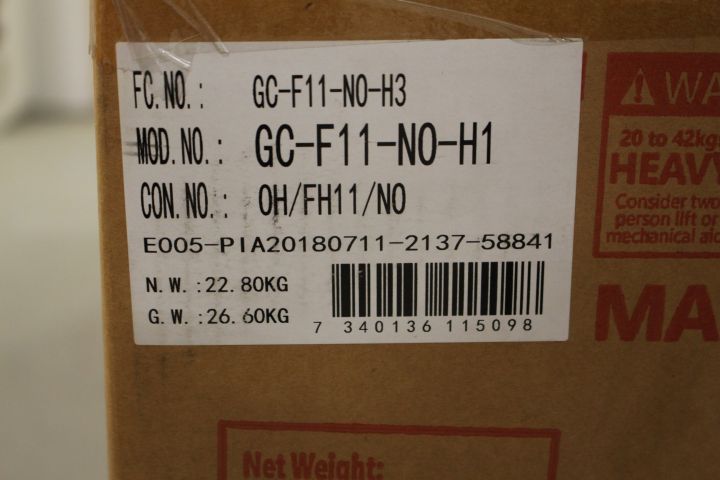 FC.NO.: GC-F11-NO-H3
MOD.NO.: GC-F11-NO-H1
CON.NO.: OH/FH11/NO
E005-PIA20180711-2137-58841
N.W.:22.80KG
G.W.:26.60KG
7 340136 115098
WA
20 to 42kg
HEAVY
Consider two
person lift or
mechanical aid
MA
Net Weight: